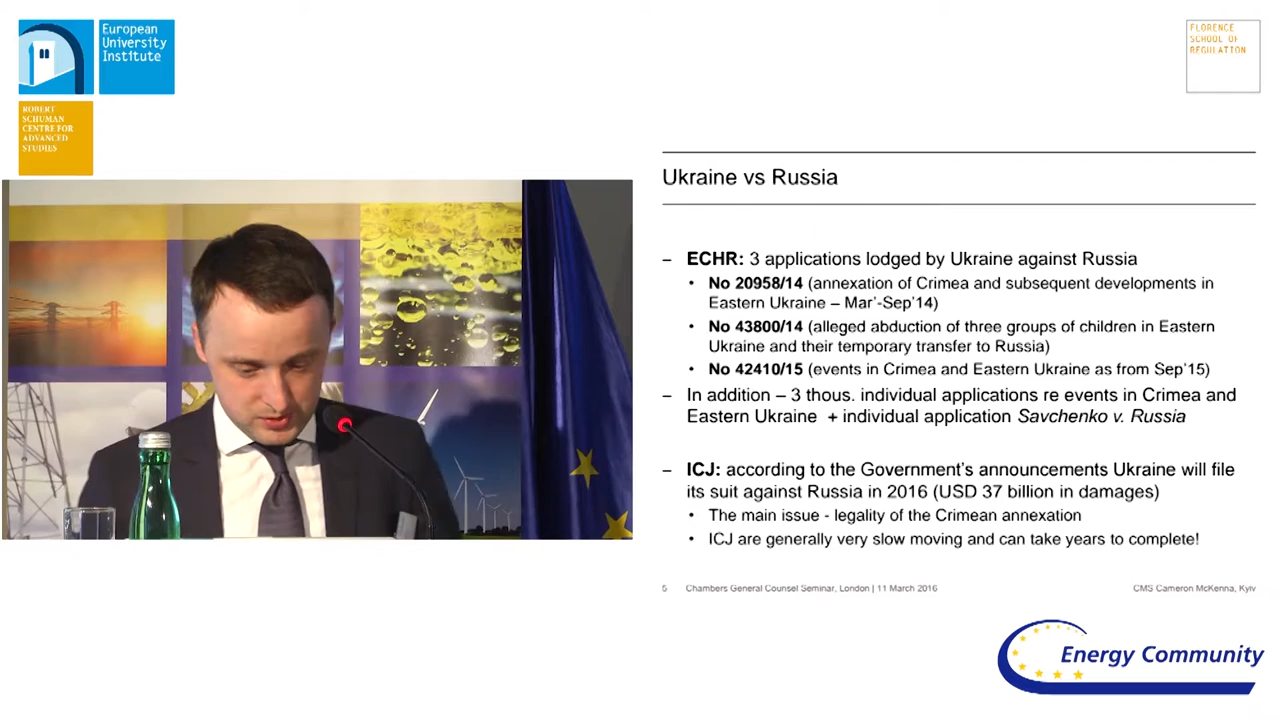 European
University
Institute
ROBERT
SCHUMAN
CENTRE FOR
ADVANCED
STUDIES
FLORENCE
SCHOOL OF
REGULATION
Ukraine vs Russia
– ECHR: 3 applications lodged by Ukraine against Russia
• No 20958/14 (annexation of Crimea and subsequent developments in
Eastern Ukraine – Mar'-Sep'14)
• No 43800/14 (alleged abduction of three groups of children in Eastern
Ukraine and their temporary transfer to Russia)
• No 42410/15 (events in Crimea and Eastern Ukraine as from Sep'15)
– In addition – 3 thous. individual applications re events in Crimea and
Eastern Ukraine + individual application Savchenko v. Russia
– ICJ: according to the Government's announcements Ukraine will file
its suit against Russia in 2016 (USD 37 billion in damages)
• The main issue - legality of the Crimean annexation
• ICJ are generally very slow moving and can take years to complete!
5 Chambers General Counsel Seminar, London | 11 March 2016 CMS Cameron McKenna, Kyiv
Energy Community